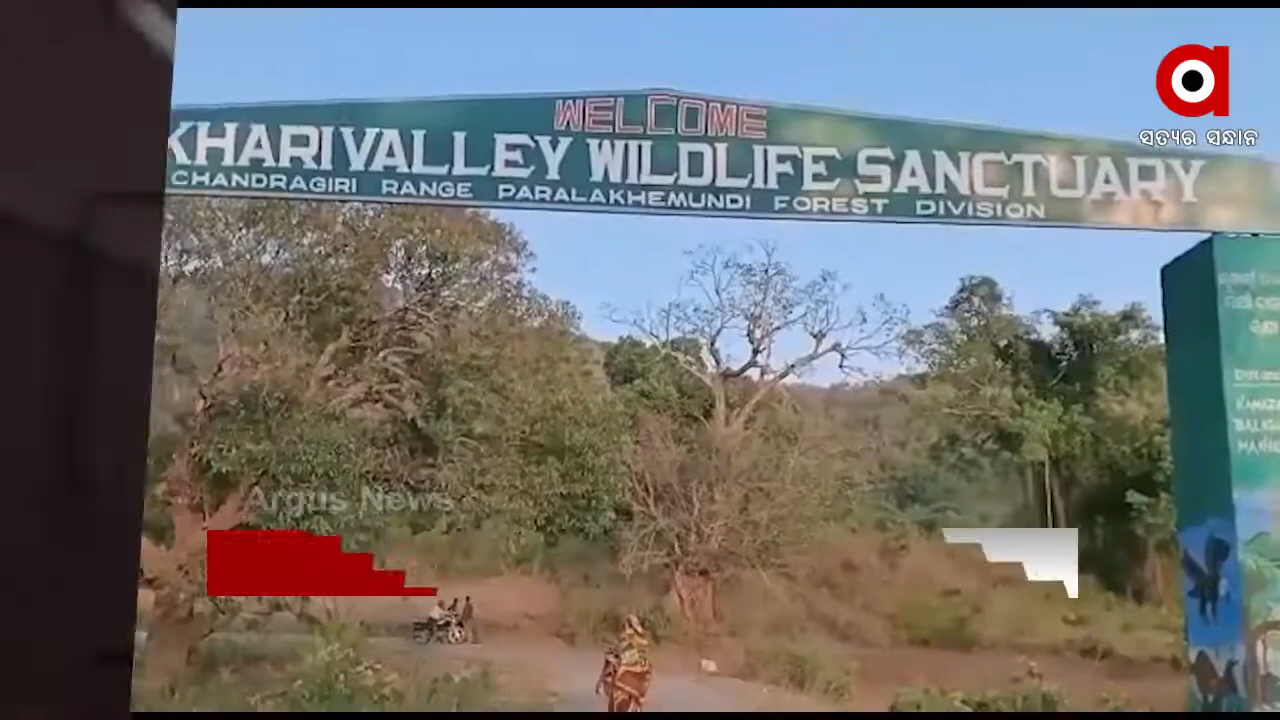 ସତ୍ୟର ସନ୍ଧାନ
WELCOME
KHARIVALLEY WILDLIFE SANCTUARY
CHANDRAGIRI RANGE PARALAKHEMUNDI FOREST DIVISION
Argus News